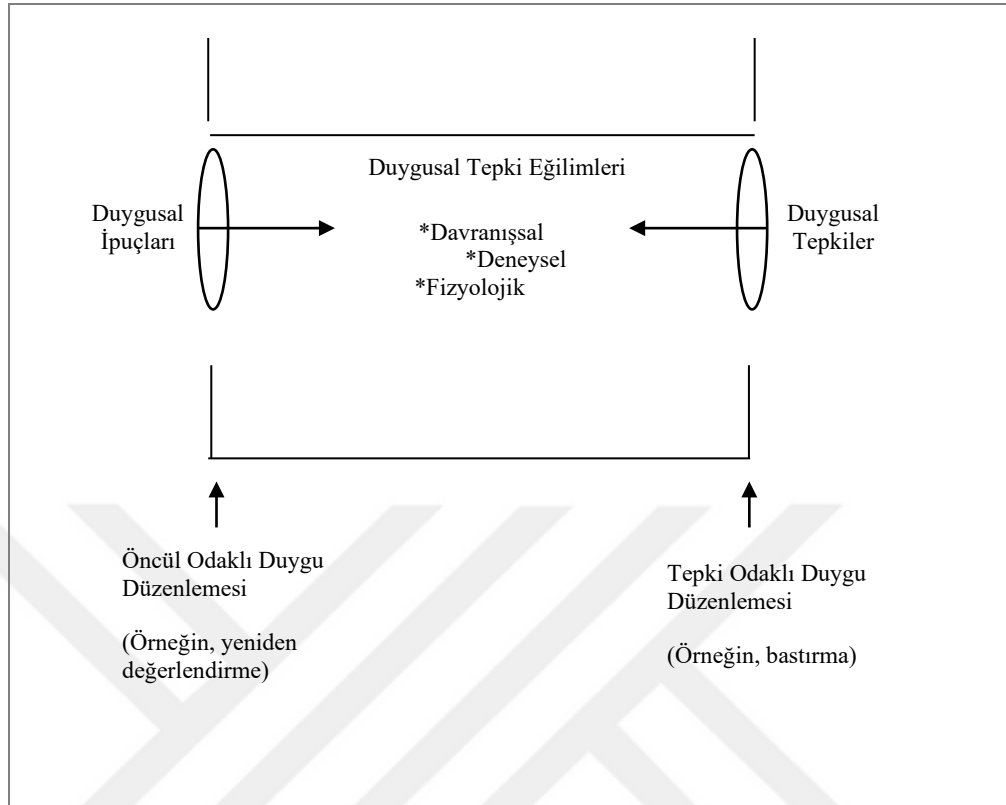 Duygusal Tepki Eğilimleri
Duygusal
İpuçları
*Davranışsal
*Deneysel
*Fizyolojik
Duygusal
Tepkiler
Öncül Odaklı Duygu
Düzenlemesi
(Örneğin, yeniden
değerlendirme)
Tepki Odaklı Duygu
Düzenlemesi
(Örneğin, bastırma)